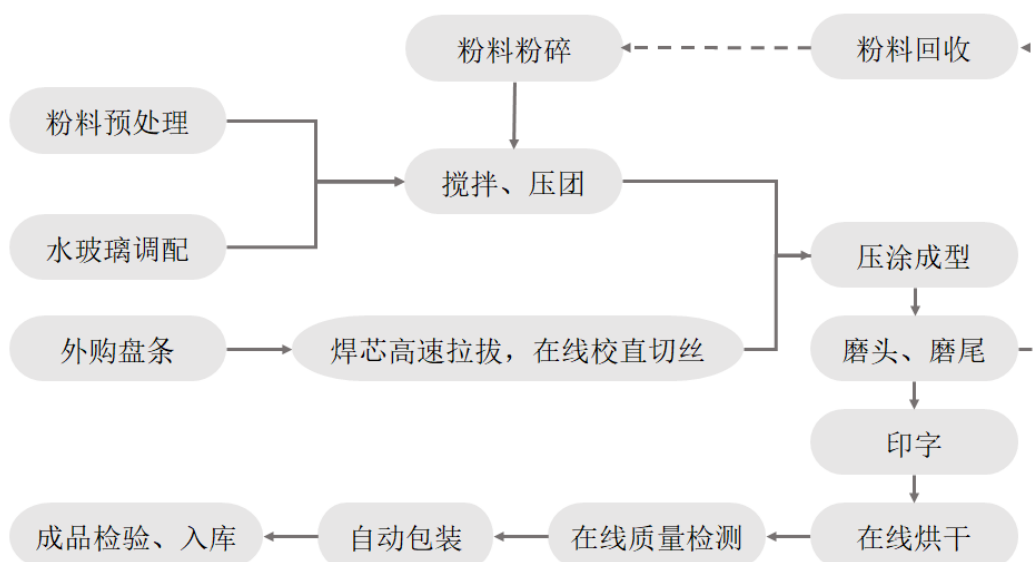 粉料粉碎
粉料回收
粉料预处理
搅拌、压团
水玻璃调配
压涂成型
外购盘条
焊芯高速拉拔，在线校直切丝
磨头、磨尾
印字
成品检验、入库
自动包装
在线质量检测
在线烘干